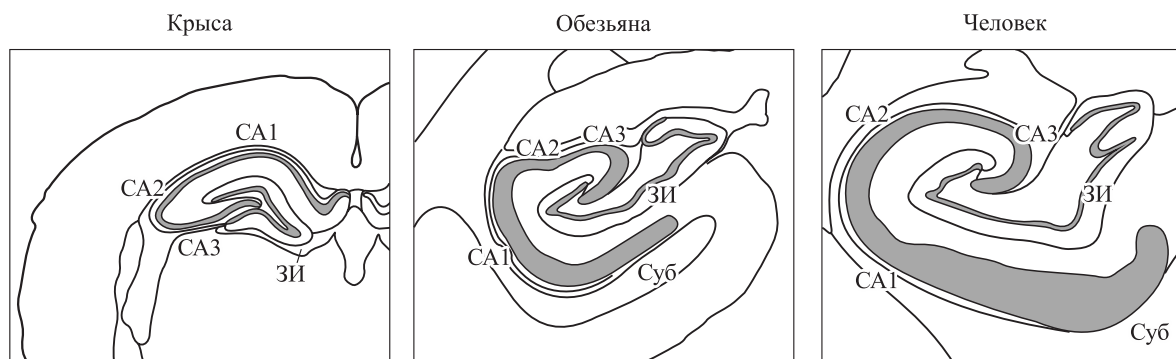 Крыса
Обезьяна
Человек
CA1
CA2
CA3
ЗИ
CA2
CA3
ЗИ
CA1
Суб
CA2
CA3
ЗИ
CA1
Суб